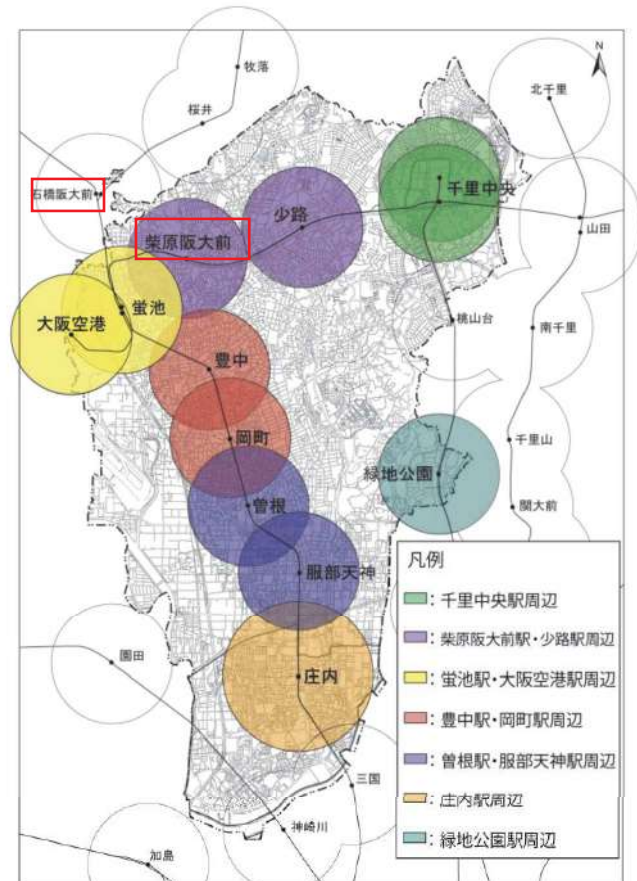 牧落
N
桜井
北千里
石橋阪大前
千里中央
少路
柴原阪大前
山田
蛍池
大阪空港
桃山台
南千里
豊中
岡町
千里山
緑地公園
曽根
関大前
服部天神
凡例
：千里中央駅周辺
：柴原阪大前駅・少路駅周辺
園田
庄内
：蛍池駅・大阪空港駅周辺
：豊中駅・岡町駅周辺
：曽根駅・服部天神駅周辺
三国
：庄内駅周辺
神崎川
：緑地公園駅周辺
加島